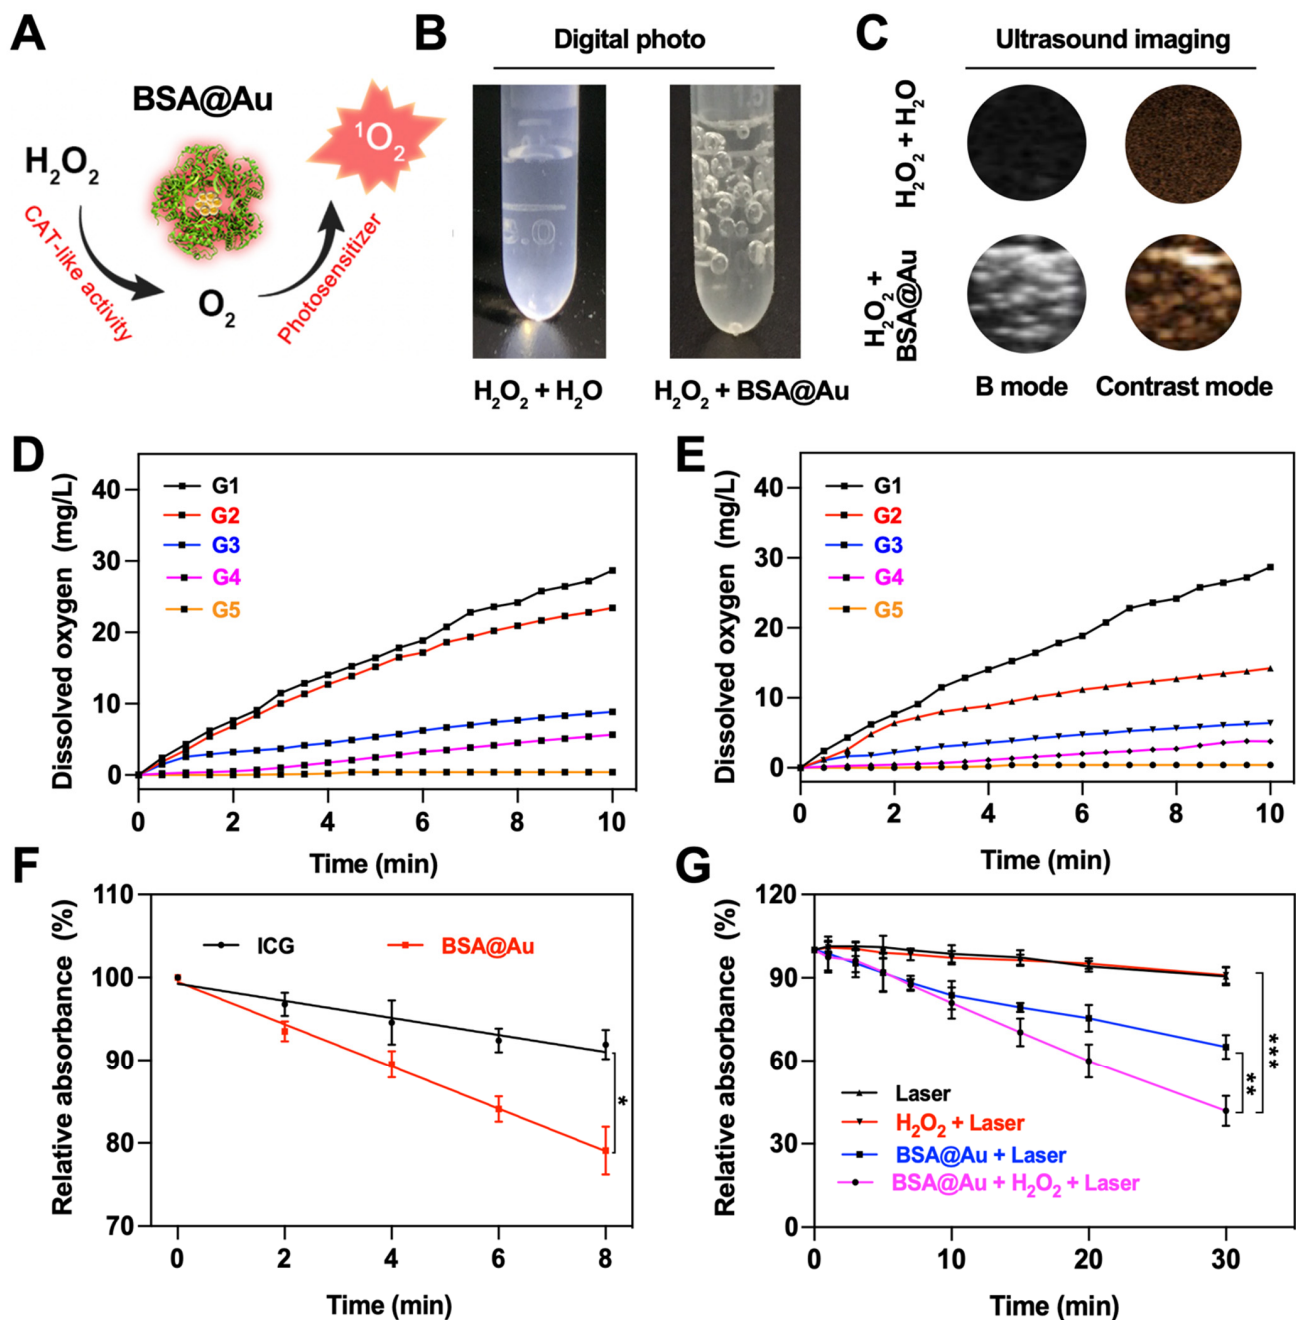 A
BSA@Au
H₂O₂
¹O₂
CAT-like activity
O₂
Photosensitizer
B
Digital photo
H₂O₂ + H₂O
H₂O₂ + BSA@Au
C
Ultrasound imaging
H₂O₂ + H₂O
H₂O₂ +
BSA@Au
B mode
Contrast mode
D
Dissolved oxygen (mg/L)
40
30
20
10
0
G1
G2
G3
G4
G5
0 2 4 6 8 10
Time (min)
E
Dissolved oxygen (mg/L)
40
30
20
10
0
G1
G2
G3
G4
G5
0 2 4 6 8 10
Time (min)
F
Relative absorbance (%)
110
100
90
80
70
ICG
BSA@Au
*
0 2 4 6 8
Time (min)
G
Relative absorbance (%)
120
90
60
30
0
Laser
H₂O₂ + Laser
BSA@Au + Laser
BSA@Au + H₂O₂ + Laser
**
***
0 10 20 30
Time (min)